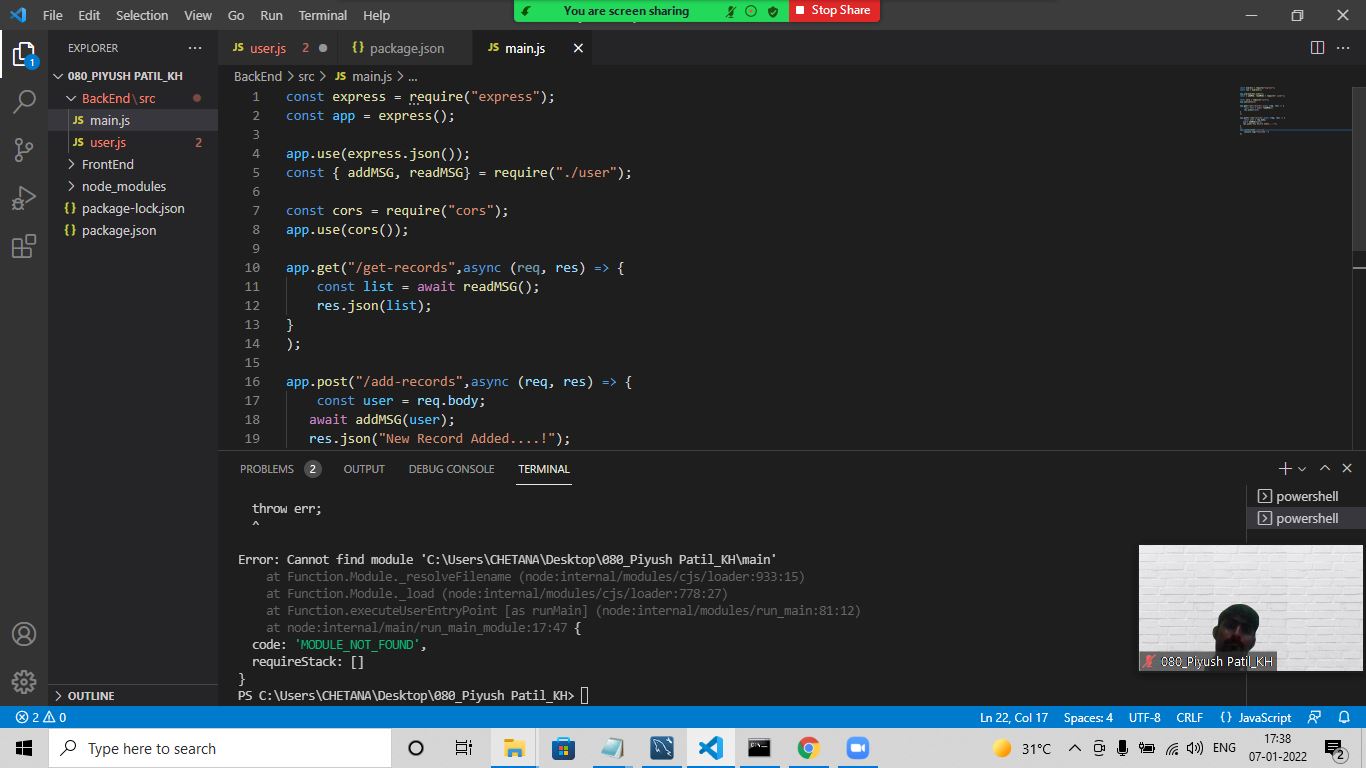 File Edit Selection View Go Run Terminal Help
You are screen sharing
Stop Share
EXPLORER ...
1
080_PIYUSH PATIL_KH
BackEnd\src
JS main.js
JS user.js 2
FrontEnd
node_modules
{} package-lock.json
{} package.json
OUTLINE
JS user.js 2 {} package.json JS main.js
BackEnd > src > JS main.js > ...
1 const express = require("express");
2 const app = express();
3
4 app.use(express.json());
5 const { addMSG, readMSG} = require("./user");
6
7 const cors = require("cors");
8 app.use(cors());
9
10 app.get("/get-records",async (req, res) => {
11 const list = await readMSG();
12 res.json(list);
13 }
14 );
15
16 app.post("/add-records",async (req, res) => {
17 const user = req.body;
18 await addMSG(user);
19 res.json("New Record Added....!");
PROBLEMS 2 OUTPUT DEBUG CONSOLE TERMINAL
throw err;
^
Error: Cannot find module 'C:\Users\CHETANA\Desktop\080_Piyush Patil_KH\main'
at Function.Module._resolveFilename (node:internal/modules/cjs/loader:933:15)
at Function.Module._load (node:internal/modules/cjs/loader:778:27)
at Function.executeUserEntryPoint [as runMain] (node:internal/modules/run_main:81:12)
at node:internal/main/run_main_module:17:47 {
code: 'MODULE_NOT_FOUND',
requireStack: []
}
PS C:\Users\CHETANA\Desktop\080_Piyush Patil_KH>
powershell
powershell
080_Piyush Patil_KH
2 0
Ln 22, Col 17 Spaces: 4 UTF-8 CRLF {} JavaScript
Type here to search
31°C ENG 17:38
07-01-2022
2